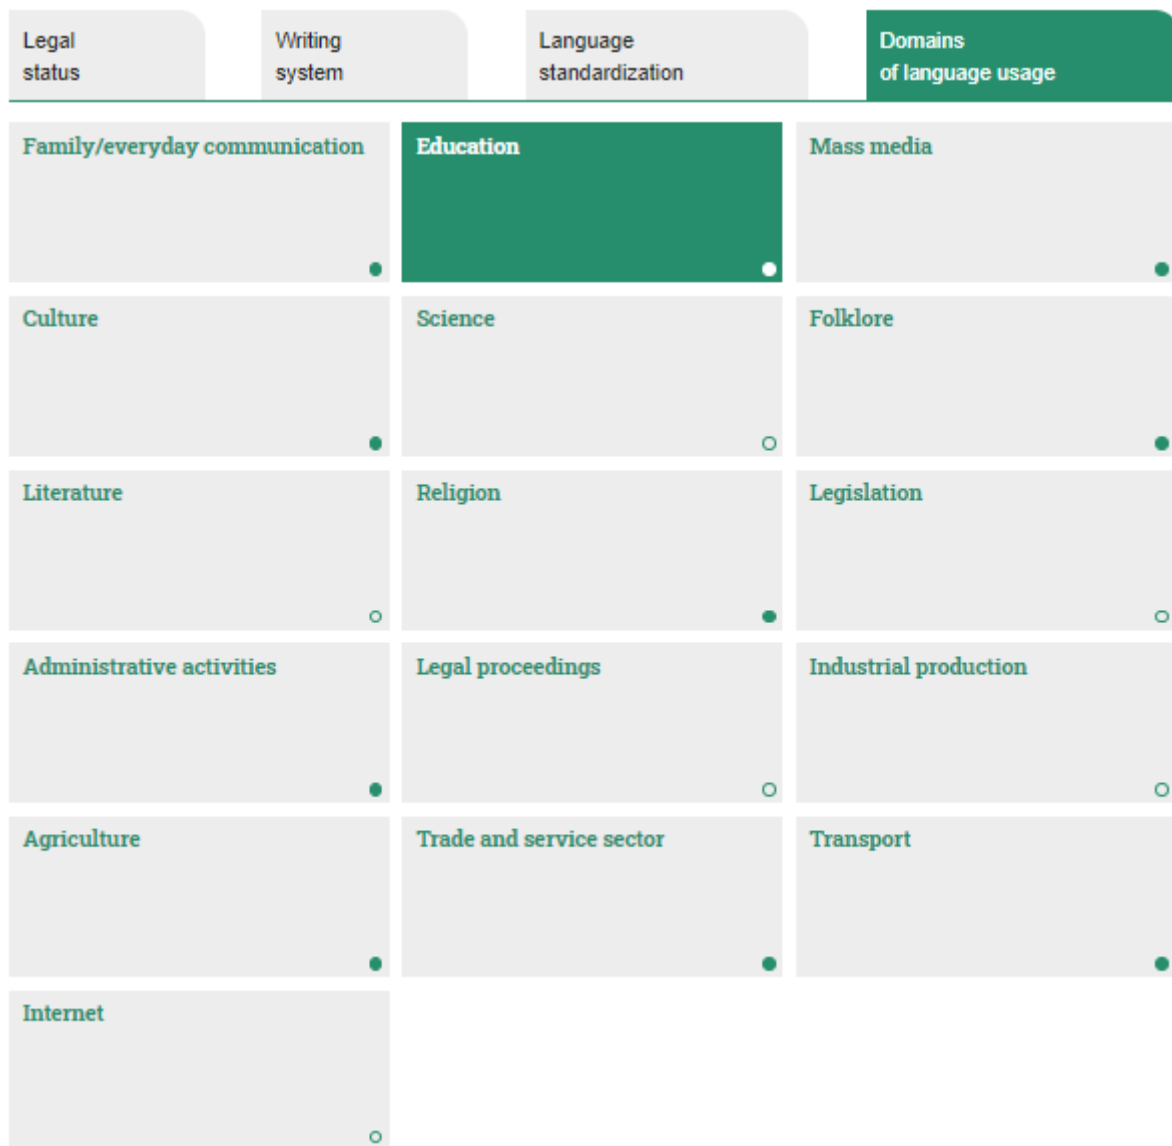 Legal
status
Writing
system
Language
standardization
Domains
of language usage
Family/everyday communication
Education
Mass media
Culture
Science
Folklore
Literature
Religion
Legislation
Administrative activities
Legal proceedings
Industrial production
Agriculture
Trade and service sector
Transport
Internet